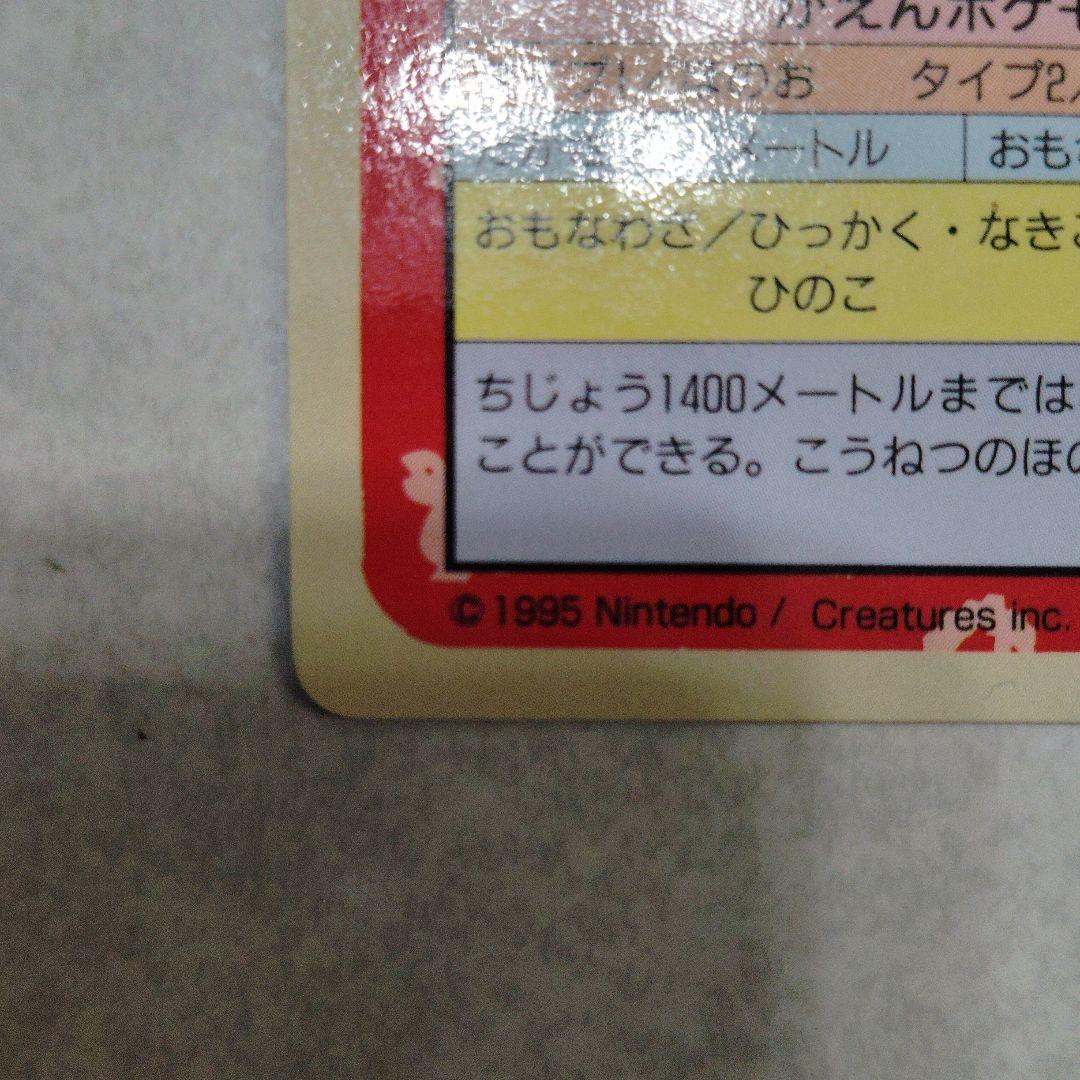 かえんポケモ
プ1／ほのお タイプ2／
メートル おも
おもなわざ／ひっかく・なきご
ひのこ
ちじょう1400メートルまでは
ことができる。こうねつのほの
©1995 Nintendo / Creatures inc.